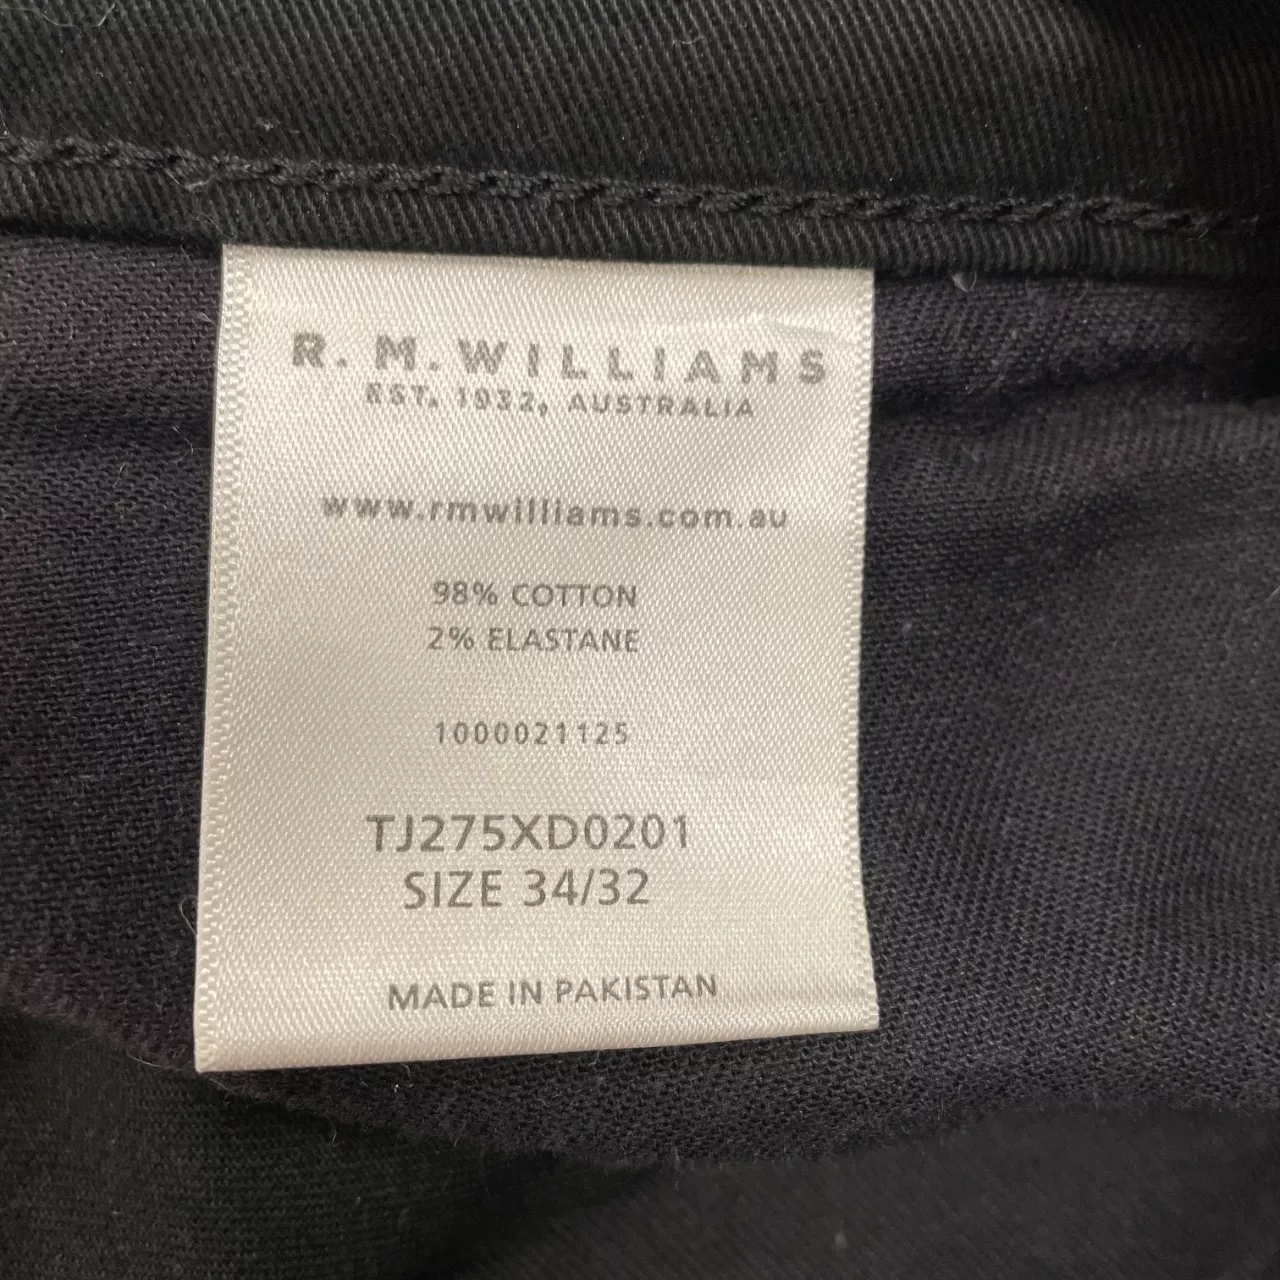 R. M. WILLIAMS
EST. 1932, AUSTRALIA
www.rmwilliams.com.au
98% COTTON
2% ELASTANE
1000021125
TJ275XD0201
SIZE 34/32
MADE IN PAKISTAN